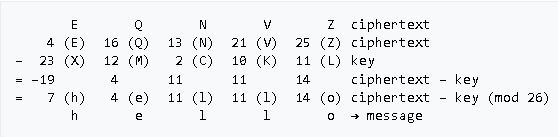 E Q N V Z ciphertext
4 (E) 16 (Q) 13 (N) 21 (V) 25 (Z) ciphertext
- 23 (X) 12 (M) 2 (C) 10 (K) 11 (L) key
= -19 4 11 11 14 ciphertext - key
= 7 (h) 4 (e) 11 (l) 11 (l) 14 (o) ciphertext - key (mod 26)
h e l l o → message